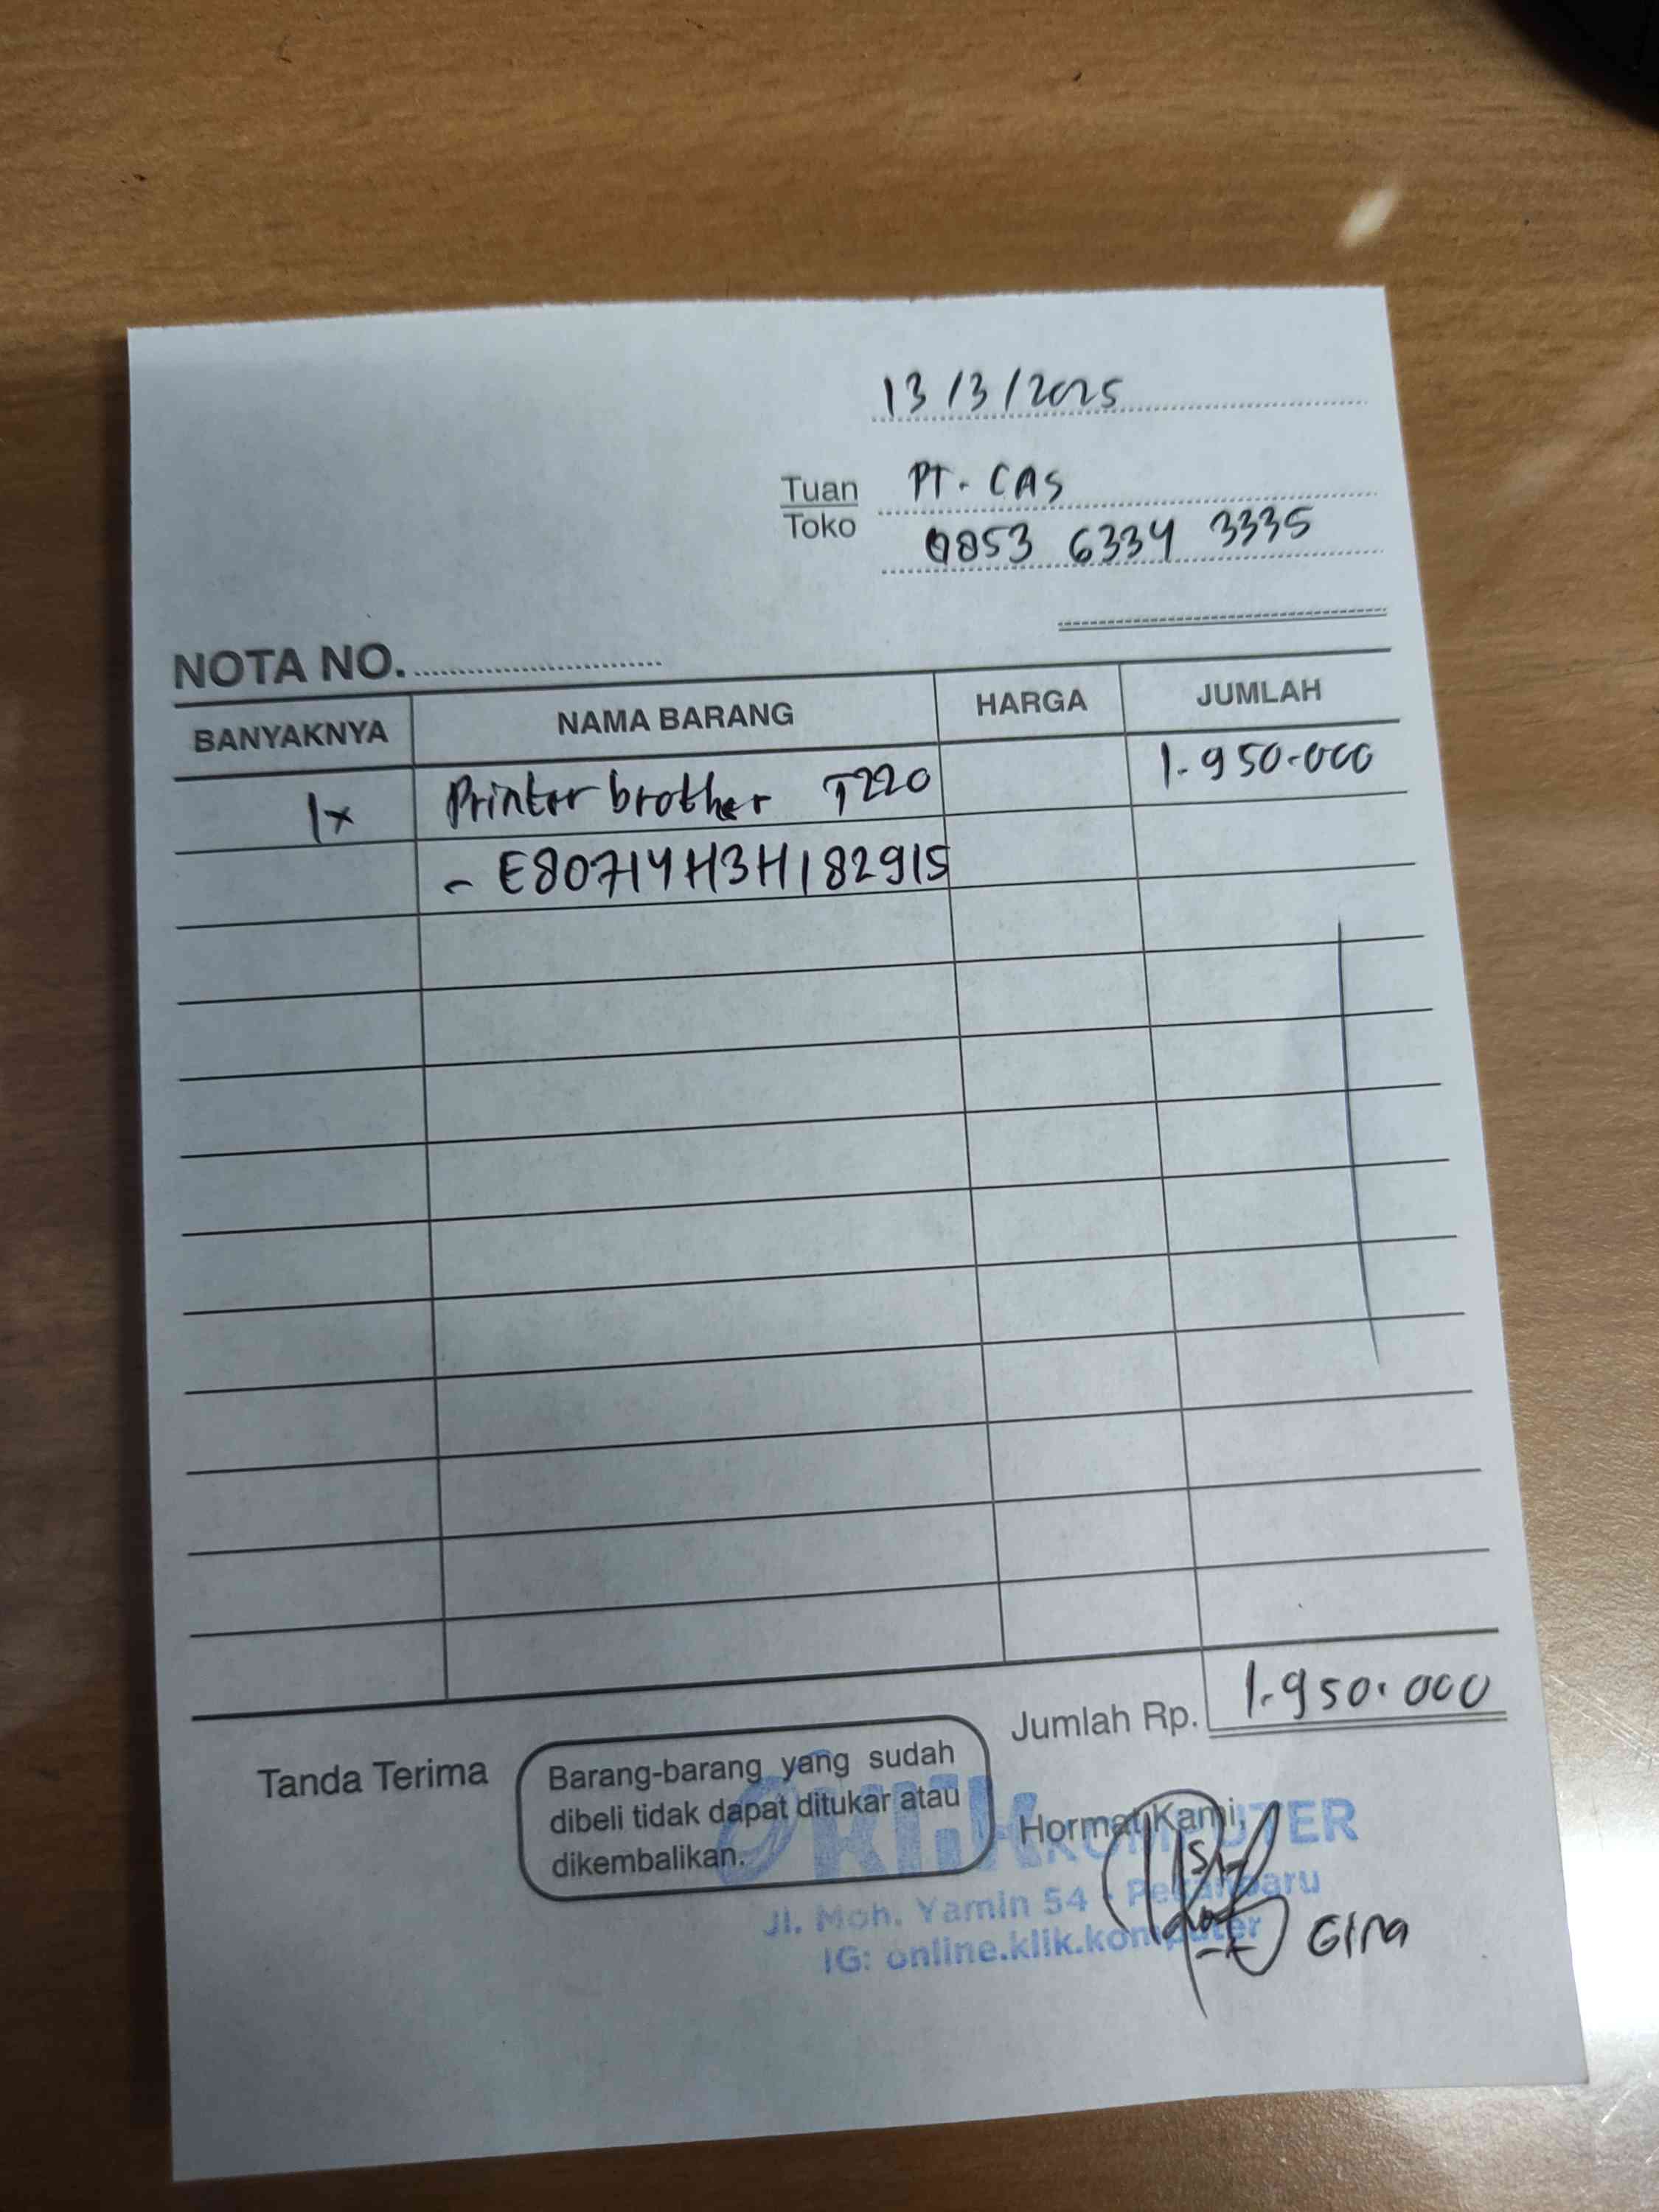 13/3/2025
Tuan PT. CAS
Toko 0853 6334 3335
NOTA NO.
BANYAKNYA NAMA BARANG HARGA JUMLAH
1x Printer brother T220 1.950.000
- E80714H3H182915
Jumlah Rp. 1.950.000
Tanda Terima
Barang-barang yang sudah
dibeli tidak dapat ditukar atau
dikembalikan.
Hormat Kami,
KLIK KOMPUTER
Jl. Moh. Yamin 54 - Pekanbaru
IG: online.klik.komputer
Gina